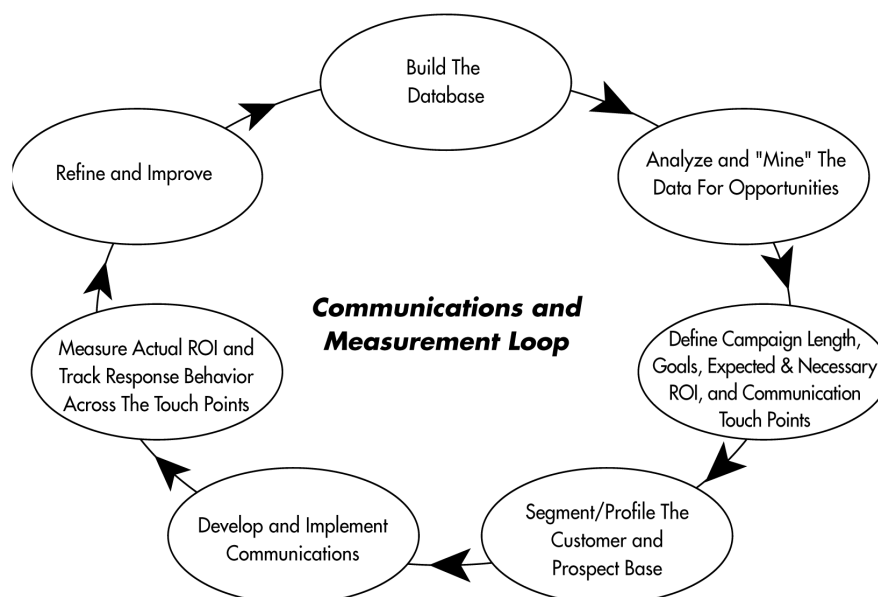 Build The
Database
Analyze and "Mine" The
Data For Opportunities
Define Campaign Length,
Goals, Expected & Necessary
ROI, and Communication
Touch Points
Segment/Profile The
Customer and
Prospect Base
Develop and Implement
Communications
Measure Actual ROI and
Track Response Behavior
Across The Touch Points
Refine and Improve
Communications and
Measurement Loop